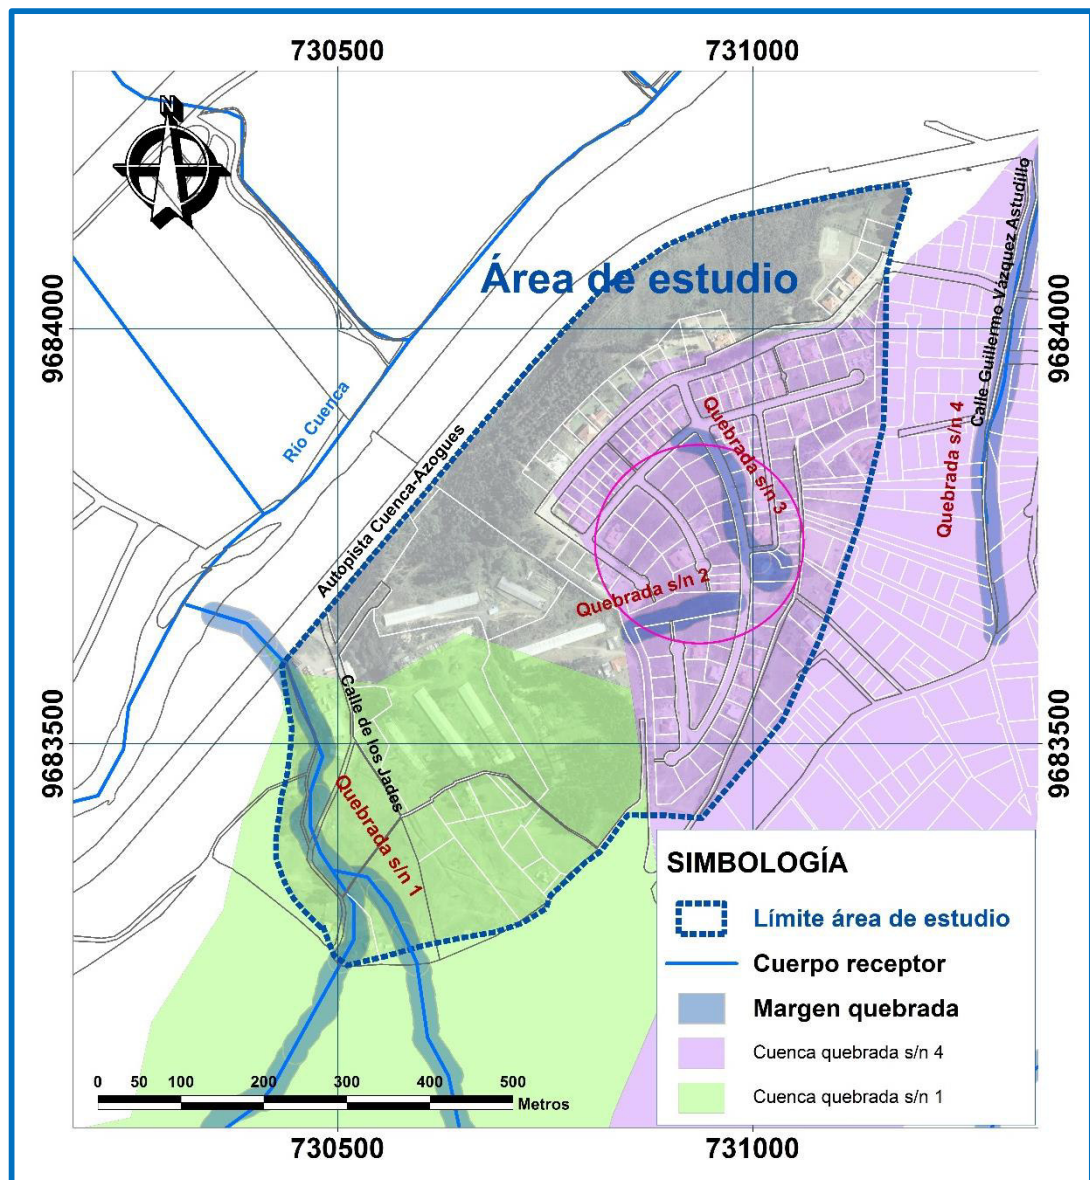 730500
731000
N
Área de estudio
9684000
9684000
Calle Guillermo Vázquez Astudillo
Río Cuenca
Autopista Cuenca-Azogues
Quebrada s/n 3
Quebrada s/n 4
Quebrada s/n 2
9683500
9683500
Calle de los Jades
Quebrada s/n 1
SIMBOLOGÍA
Límite área de estudio
Cuerpo receptor
Margen quebrada
Cuenca quebrada s/n 4
Cuenca quebrada s/n 1
0 50 100 200 300 400 500
Metros
730500
731000